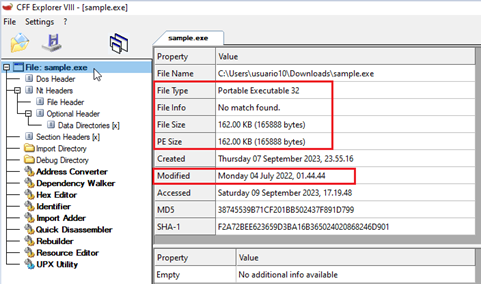 CFF Explorer VIII - [sample.exe]
File Settings ?
sample.exe
File: sample.exe
Dos Header
Nt Headers
File Header
Optional Header
Data Directories [x]
Section Headers [x]
Import Directory
Debug Directory
Address Converter
Dependency Walker
Hex Editor
Identifier
Import Adder
Quick Disassembler
Rebuilder
Resource Editor
UPX Utility
Property Value
File Name C:\Users\usuario10\Downloads\sample.exe
File Type Portable Executable 32
File Info No match found.
File Size 162.00 KB (165888 bytes)
PE Size 162.00 KB (165888 bytes)
Created Thursday 07 September 2023, 23.55.16
Modified Monday 04 July 2022, 01.44.44
Accessed Saturday 09 September 2023, 17.19.48
MD5 38745539B71CF201BB502437F891D799
SHA-1 F2A72BEE623659D3BA16B365024020868246D901
Property Value
Empty No additional info available